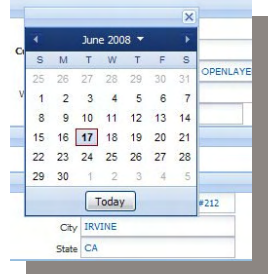 June 2008
S M T W T F S
25 26 27 28 29 30 31
1 2 3 4 5 6 7
8 9 10 11 12 13 14
15 16 17 18 19 20 21
22 23 24 25 26 27 28
29 30 1 2 3 4 5
Today
OPENLAYE
#212
City IRVINE
State CA